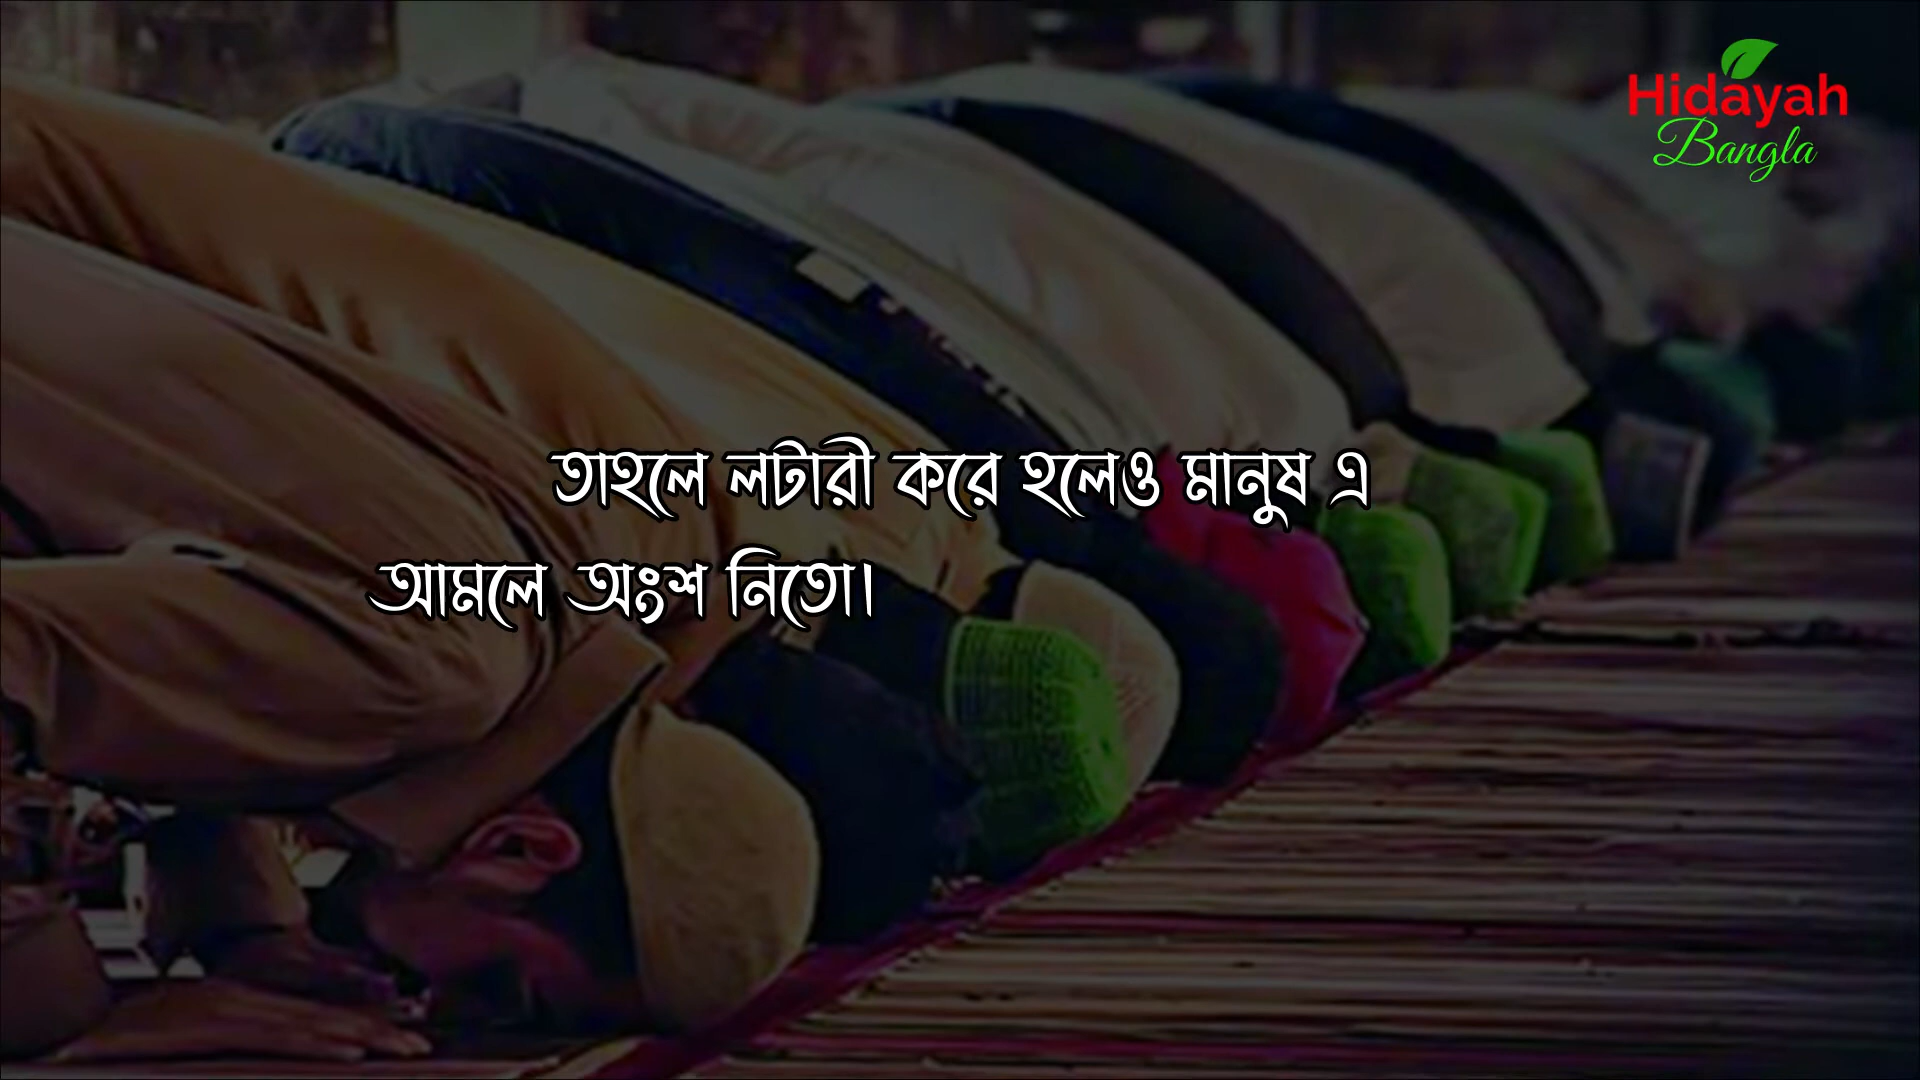 Hidayah
Bangla
তাহলে লটারী করে হলেও মানুষ এ
আমলে অংশ নিতো।